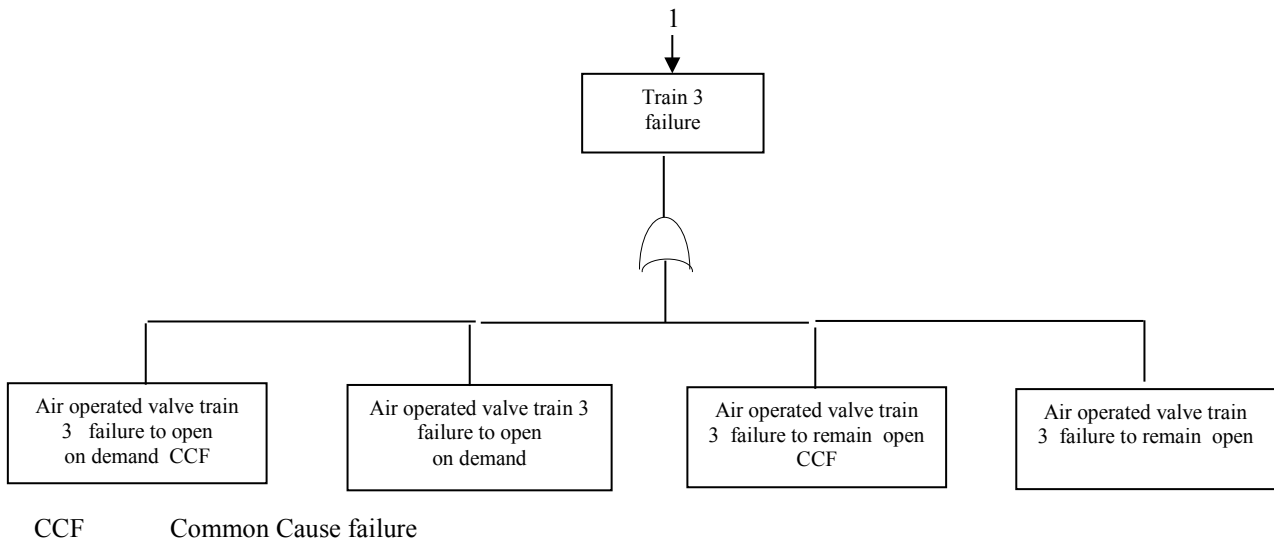 1
Train 3
failure
Air operated valve train
3 failure to open
on demand CCF
Air operated valve train 3
failure to open
on demand
Air operated valve train
3 failure to remain open
CCF
Air operated valve train
3 failure to remain open
CCF Common Cause failure